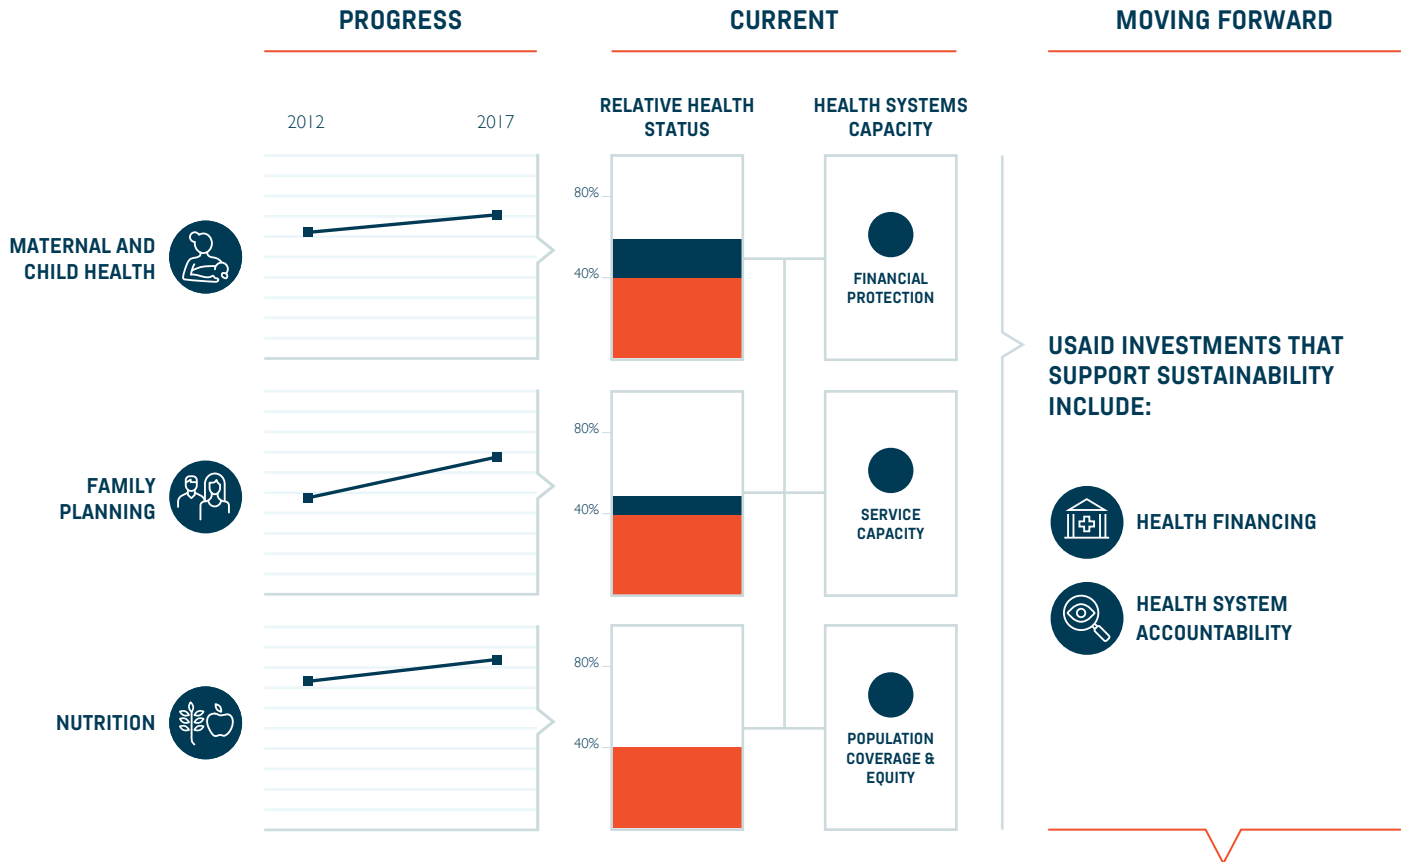 PROGRESS
CURRENT
MOVING FORWARD
2012
2017
RELATIVE HEALTH
STATUS
HEALTH SYSTEMS
CAPACITY
MATERNAL AND
CHILD HEALTH
80%
40%
FINANCIAL
PROTECTION
FAMILY
PLANNING
80%
40%
SERVICE
CAPACITY
NUTRITION
80%
40%
POPULATION
COVERAGE &
EQUITY
USAID INVESTMENTS THAT
SUPPORT SUSTAINABILITY
INCLUDE:
HEALTH FINANCING
HEALTH SYSTEM
ACCOUNTABILITY